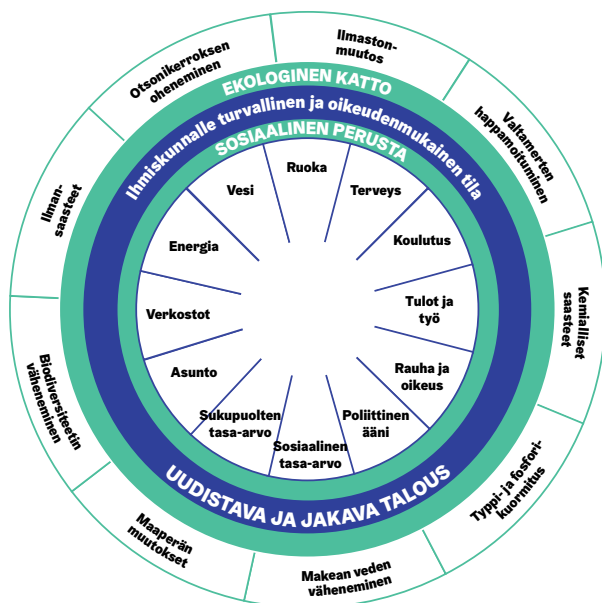 Ilmaston-
muutos
Valtamerten
happamoituminen
Kemialliset
saasteet
Typpi- ja fosfori-
kuormitus
Makean veden
väheneminen
Maaperän
muutokset
Biodiversiteetin
väheneminen
Ilman-
saasteet
Otsonikerroksen
oheneminen
EKOLOGINEN KATTO
Ihmiskunnalle turvallinen ja oikeudenmukainen tila
SOSIAALINEN PERUSTA
Ruoka
Terveys
Koulutus
Tulot ja
työ
Rauha ja
oikeus
Poliittinen
ääni
Sosiaalinen
tasa-arvo
Sukupuolten
tasa-arvo
Asunto
Verkostot
Energia
Vesi
UUDISTAVA JA JAKAVA TALOUS